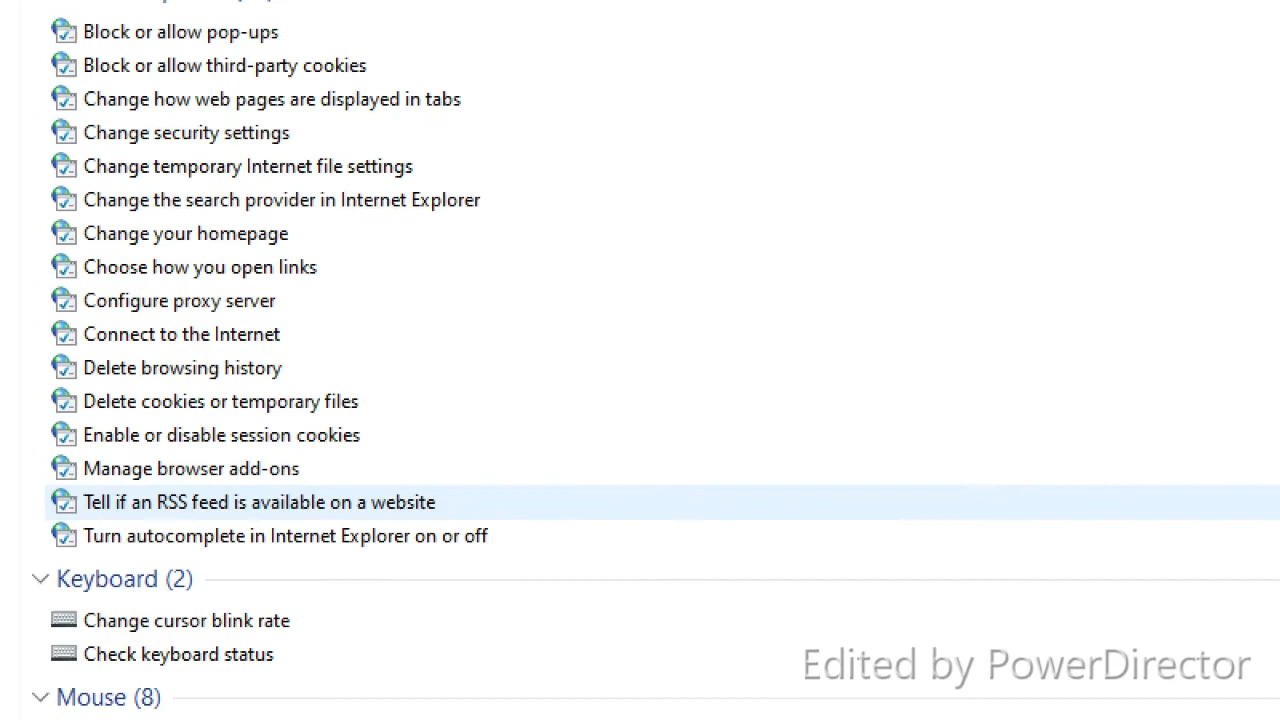 Block or allow pop-ups
Block or allow third-party cookies
Change how web pages are displayed in tabs
Change security settings
Change temporary Internet file settings
Change the search provider in Internet Explorer
Change your homepage
Choose how you open links
Configure proxy server
Connect to the Internet
Delete browsing history
Delete cookies or temporary files
Enable or disable session cookies
Manage browser add-ons
Tell if an RSS feed is available on a website
Turn autocomplete in Internet Explorer on or off
Keyboard (2)
Change cursor blink rate
Check keyboard status
Edited by PowerDirector
Mouse (8)